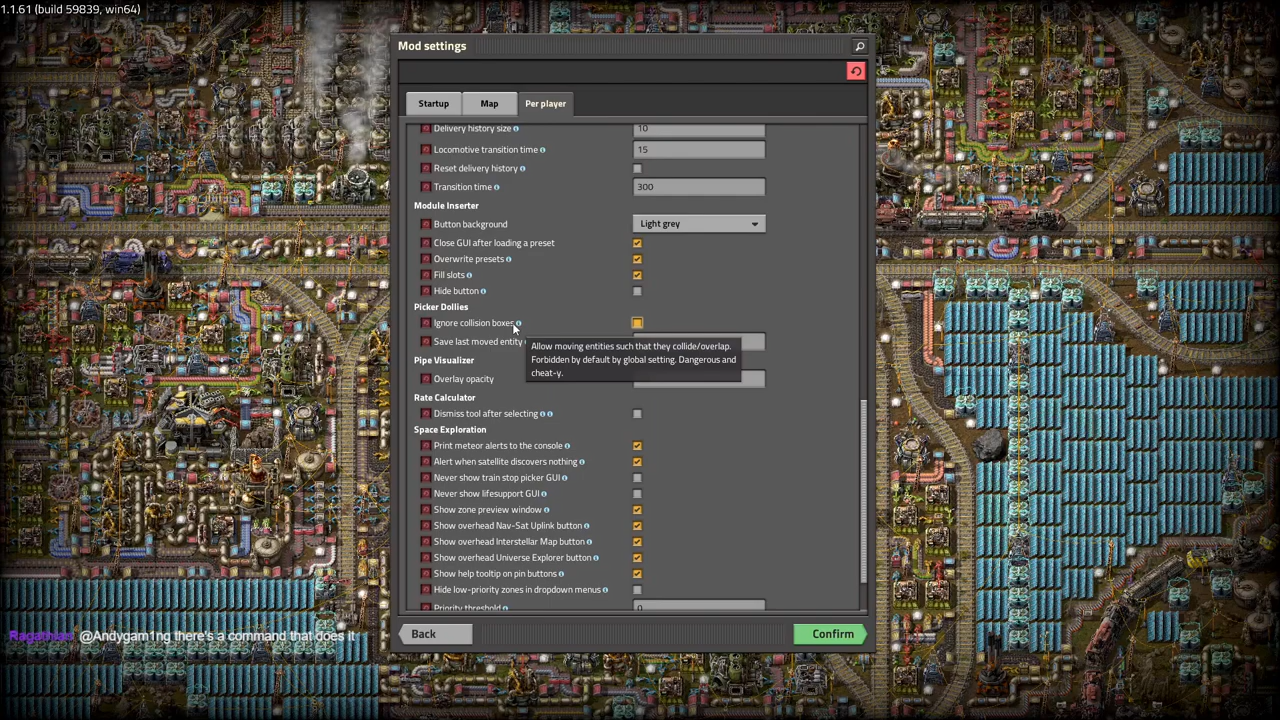 1.1.61 (build 59839, win64)
Mod settings
Startup Map Per player
Delivery history size 10
Locomotive transition time 15
Reset delivery history
Transition time 300
Module Inserter
Button background Light grey
Close GUI after loading a preset
Overwrite presets
Fill slots
Hide button
Picker Dollies
Ignore collision boxes
Save last moved entity
Allow moving entities such that they collide/overlap.
Forbidden by default by global setting. Dangerous and
cheat-y.
Pipe Visualizer
Overlay opacity
Rate Calculator
Dismiss tool after selecting
Space Exploration
Print meteor alerts to the console
Alert when satellite discovers nothing
Never show train stop picker GUI
Never show lifesupport GUI
Show zone preview window
Show overhead Nav-Sat Uplink button
Show overhead Interstellar Map button
Show overhead Universe Explorer button
Show help tooltip on pin buttons
Hide low-priority zones in dropdown menus
Priority threshold 0
Back Confirm
@Andygam1ng there's a command that does it